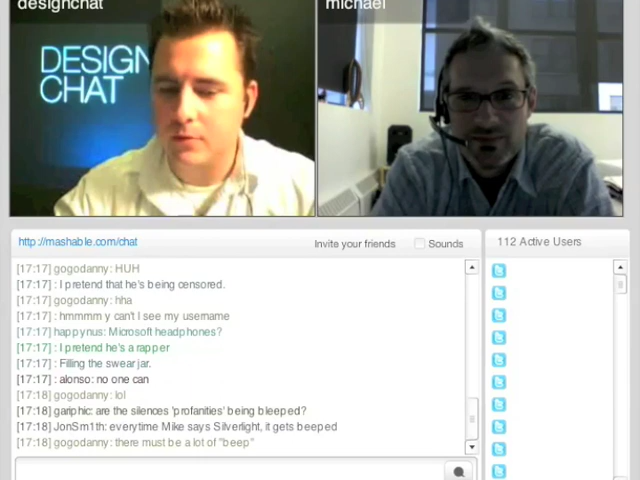 designchat
michael
DESIGN
CHAT
http://mashable.com/chat
Invite your friends
Sounds
112 Active Users
[17:17] gogodanny: HUH
[17:17] : I pretend that he's being censored.
[17:17] gogodanny: hha
[17:17] : hmmmm y can't I see my username
[17:17] happynus: Microsoft headphones?
[17:17] : I pretend he's a rapper
[17:17] : Filling the swear jar.
[17:17] : alonso: no one can
[17:18] gogodanny: lol
[17:18] gariphic: are the silences 'profanities' being bleeped?
[17:18] JonSm1th: everytime Mike says Silverlight, it gets beeped
[17:18] gogodanny: there must be a lot of "beep"